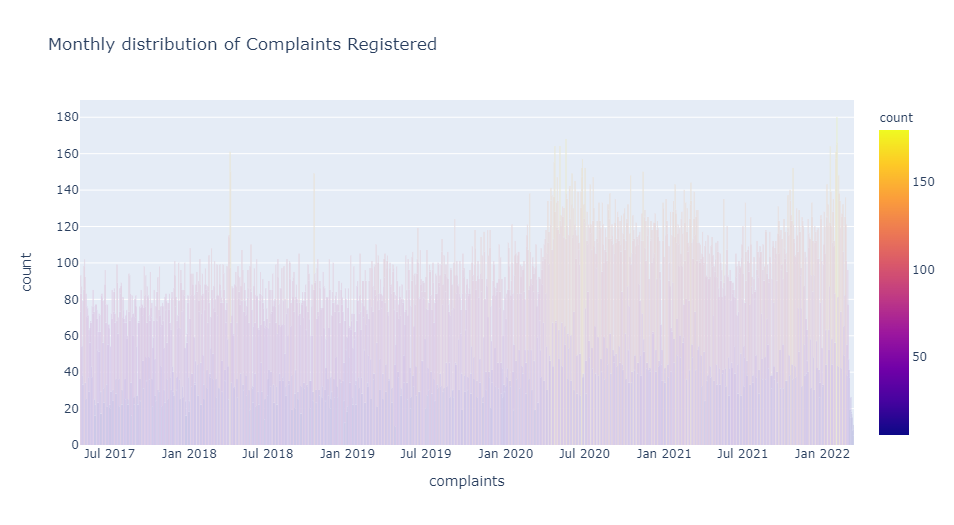 Monthly distribution of Complaints Registered
count
180
160
140
120
100
80
60
40
20
0
count
150
100
50
Jul 2017 Jan 2018 Jul 2018 Jan 2019 Jul 2019 Jan 2020 Jul 2020 Jan 2021 Jul 2021 Jan 2022
complaints